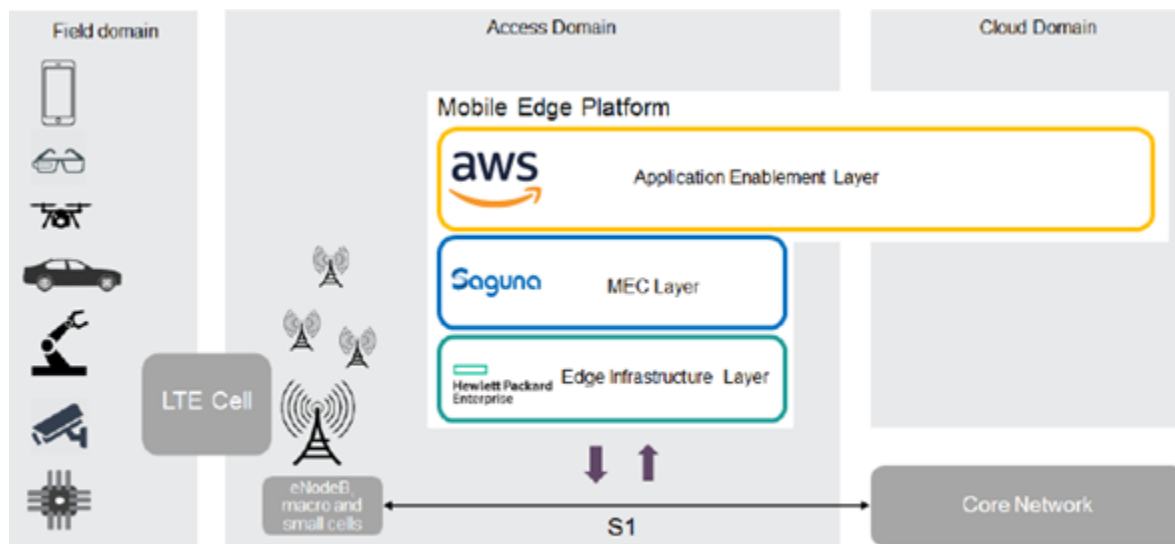 Field domain
Access Domain
Cloud Domain
Mobile Edge Platform
aws
Application Enablement Layer
Saguna
MEC Layer
Hewlett Packard
Enterprise
Edge Infrastructure Layer
LTE Cell
eNodeB,
macro and
small cells
S1
Core Network